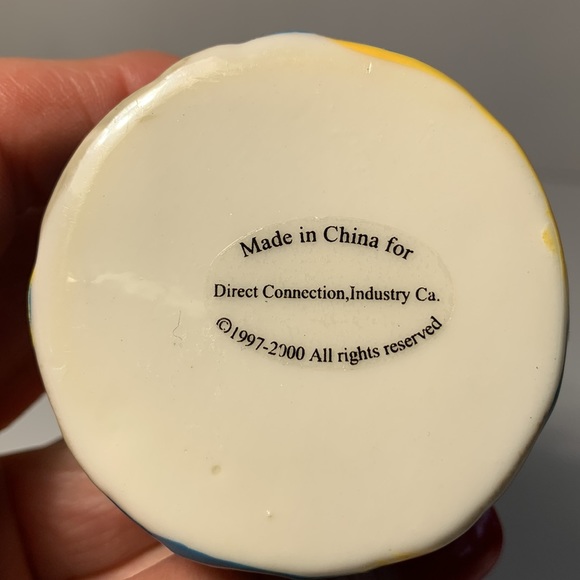 Made in China for
Direct Connection,Industry Ca.
©1997-2000 All rights reserved